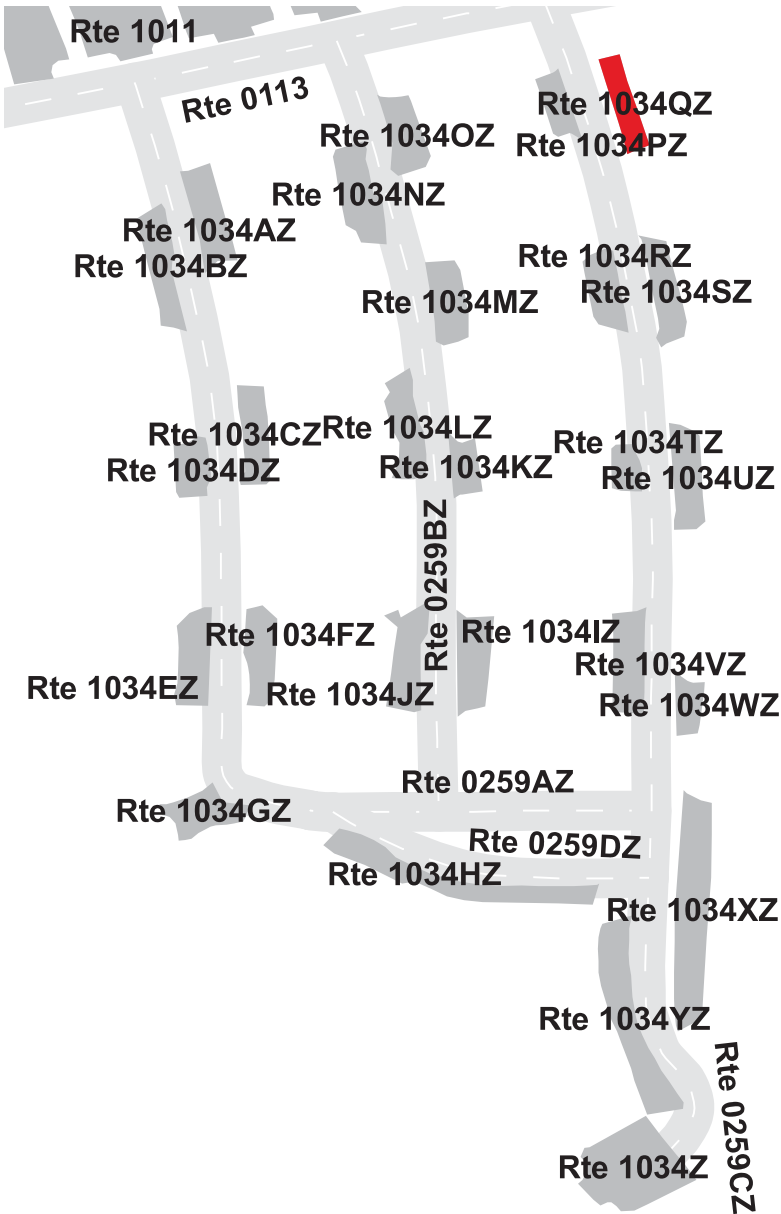 Rte 1011
Rte 0113
Rte 1034QZ
Rte 1034OZ
Rte 1034PZ
Rte 1034NZ
Rte 1034AZ
Rte 1034BZ
Rte 1034RZ
Rte 1034SZ
Rte 1034MZ
Rte 1034CZ
Rte 1034LZ
Rte 1034TZ
Rte 1034DZ
Rte 1034KZ
Rte 1034UZ
Rte 0259BZ
Rte 1034FZ
Rte 1034IZ
Rte 1034VZ
Rte 1034EZ
Rte 1034JZ
Rte 1034WZ
Rte 0259AZ
Rte 1034GZ
Rte 0259DZ
Rte 1034HZ
Rte 1034XZ
Rte 1034YZ
Rte 0259CZ
Rte 1034Z